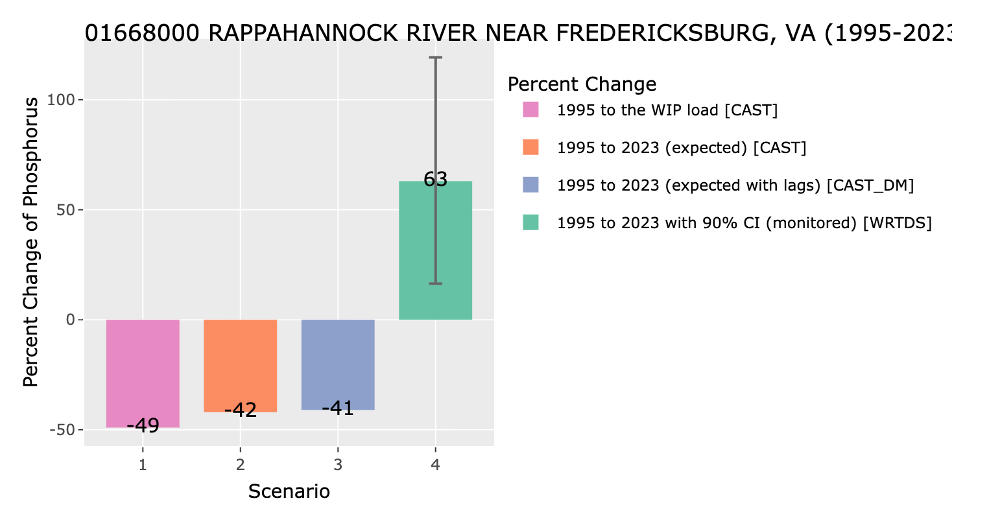 01668000 RAPPAHANNOCK RIVER NEAR FREDERICKSBURG, VA (1995-2023
Percent Change of Phosphorus
100
50
0
-50
63
-49
-42
-41
1
2
3
4
Scenario
Percent Change
1995 to the WIP load [CAST]
1995 to 2023 (expected) [CAST]
1995 to 2023 (expected with lags) [CAST_DM]
1995 to 2023 with 90% CI (monitored) [WRTDS]